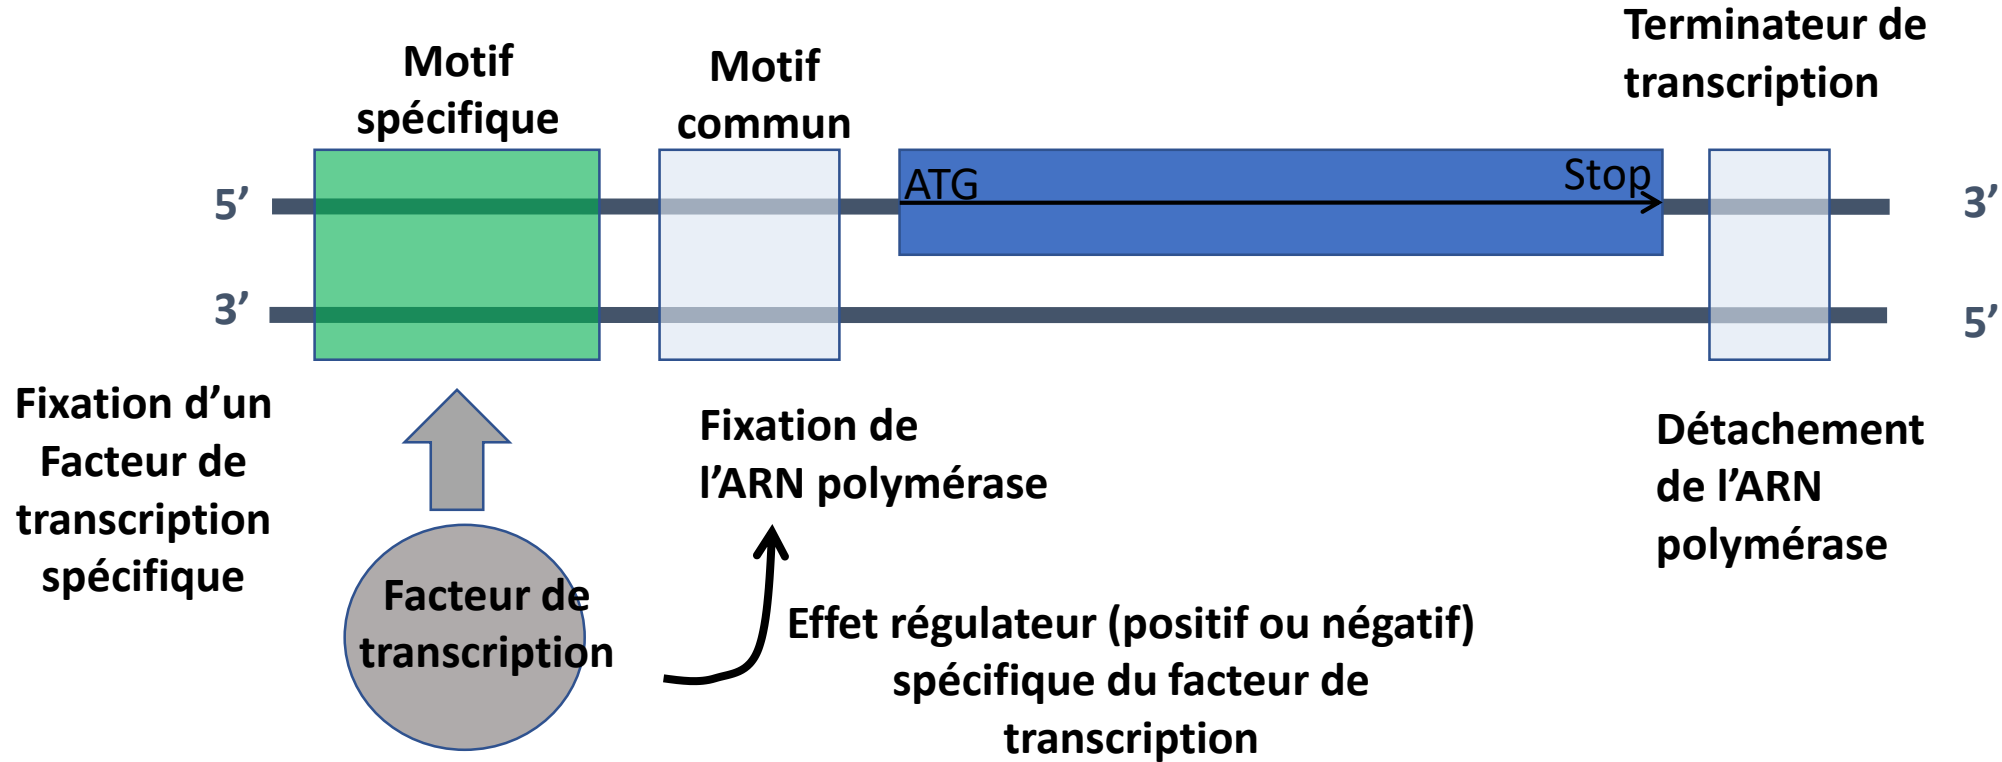 Motif
spécifique
Motif
commun
Terminateur de
transcription
5’
ATG
Stop
3’
3’
5’
Fixation d’un
Facteur de
transcription
spécifique
Fixation de
l’ARN polymérase
Détachement
de l’ARN
polymérase
Facteur de
transcription
Effet régulateur (positif ou négatif)
spécifique du facteur de
transcription